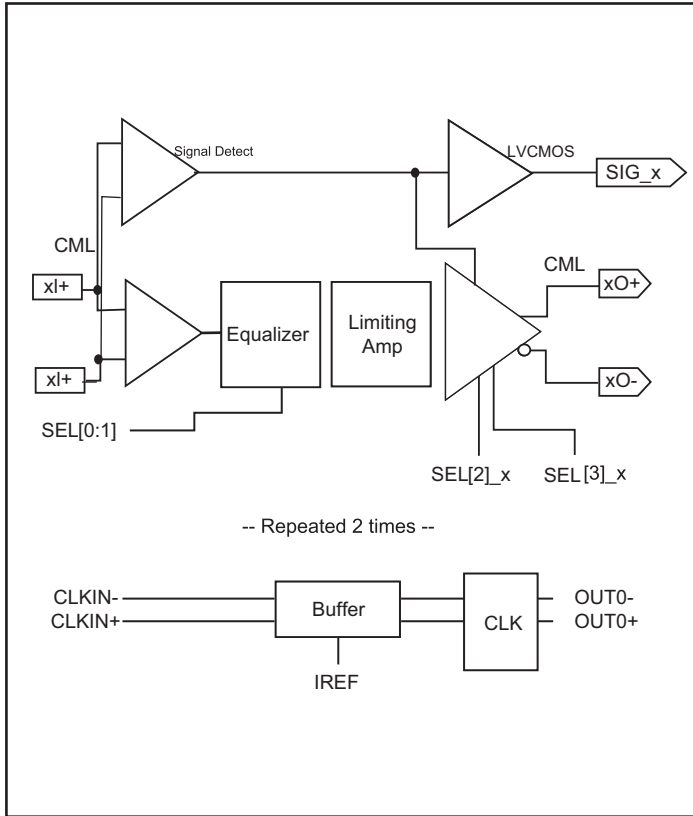 Signal Detect
LVCMOS
SIG_x
CML
xI+
CML
xO+
Equalizer
Limiting
Amp
xI+
xO-
SEL[0:1]
SEL[2]_x
SEL[3]_x
-- Repeated 2 times --
CLKIN-
CLKIN+
Buffer
CLK
OUT0-
OUT0+
IREF